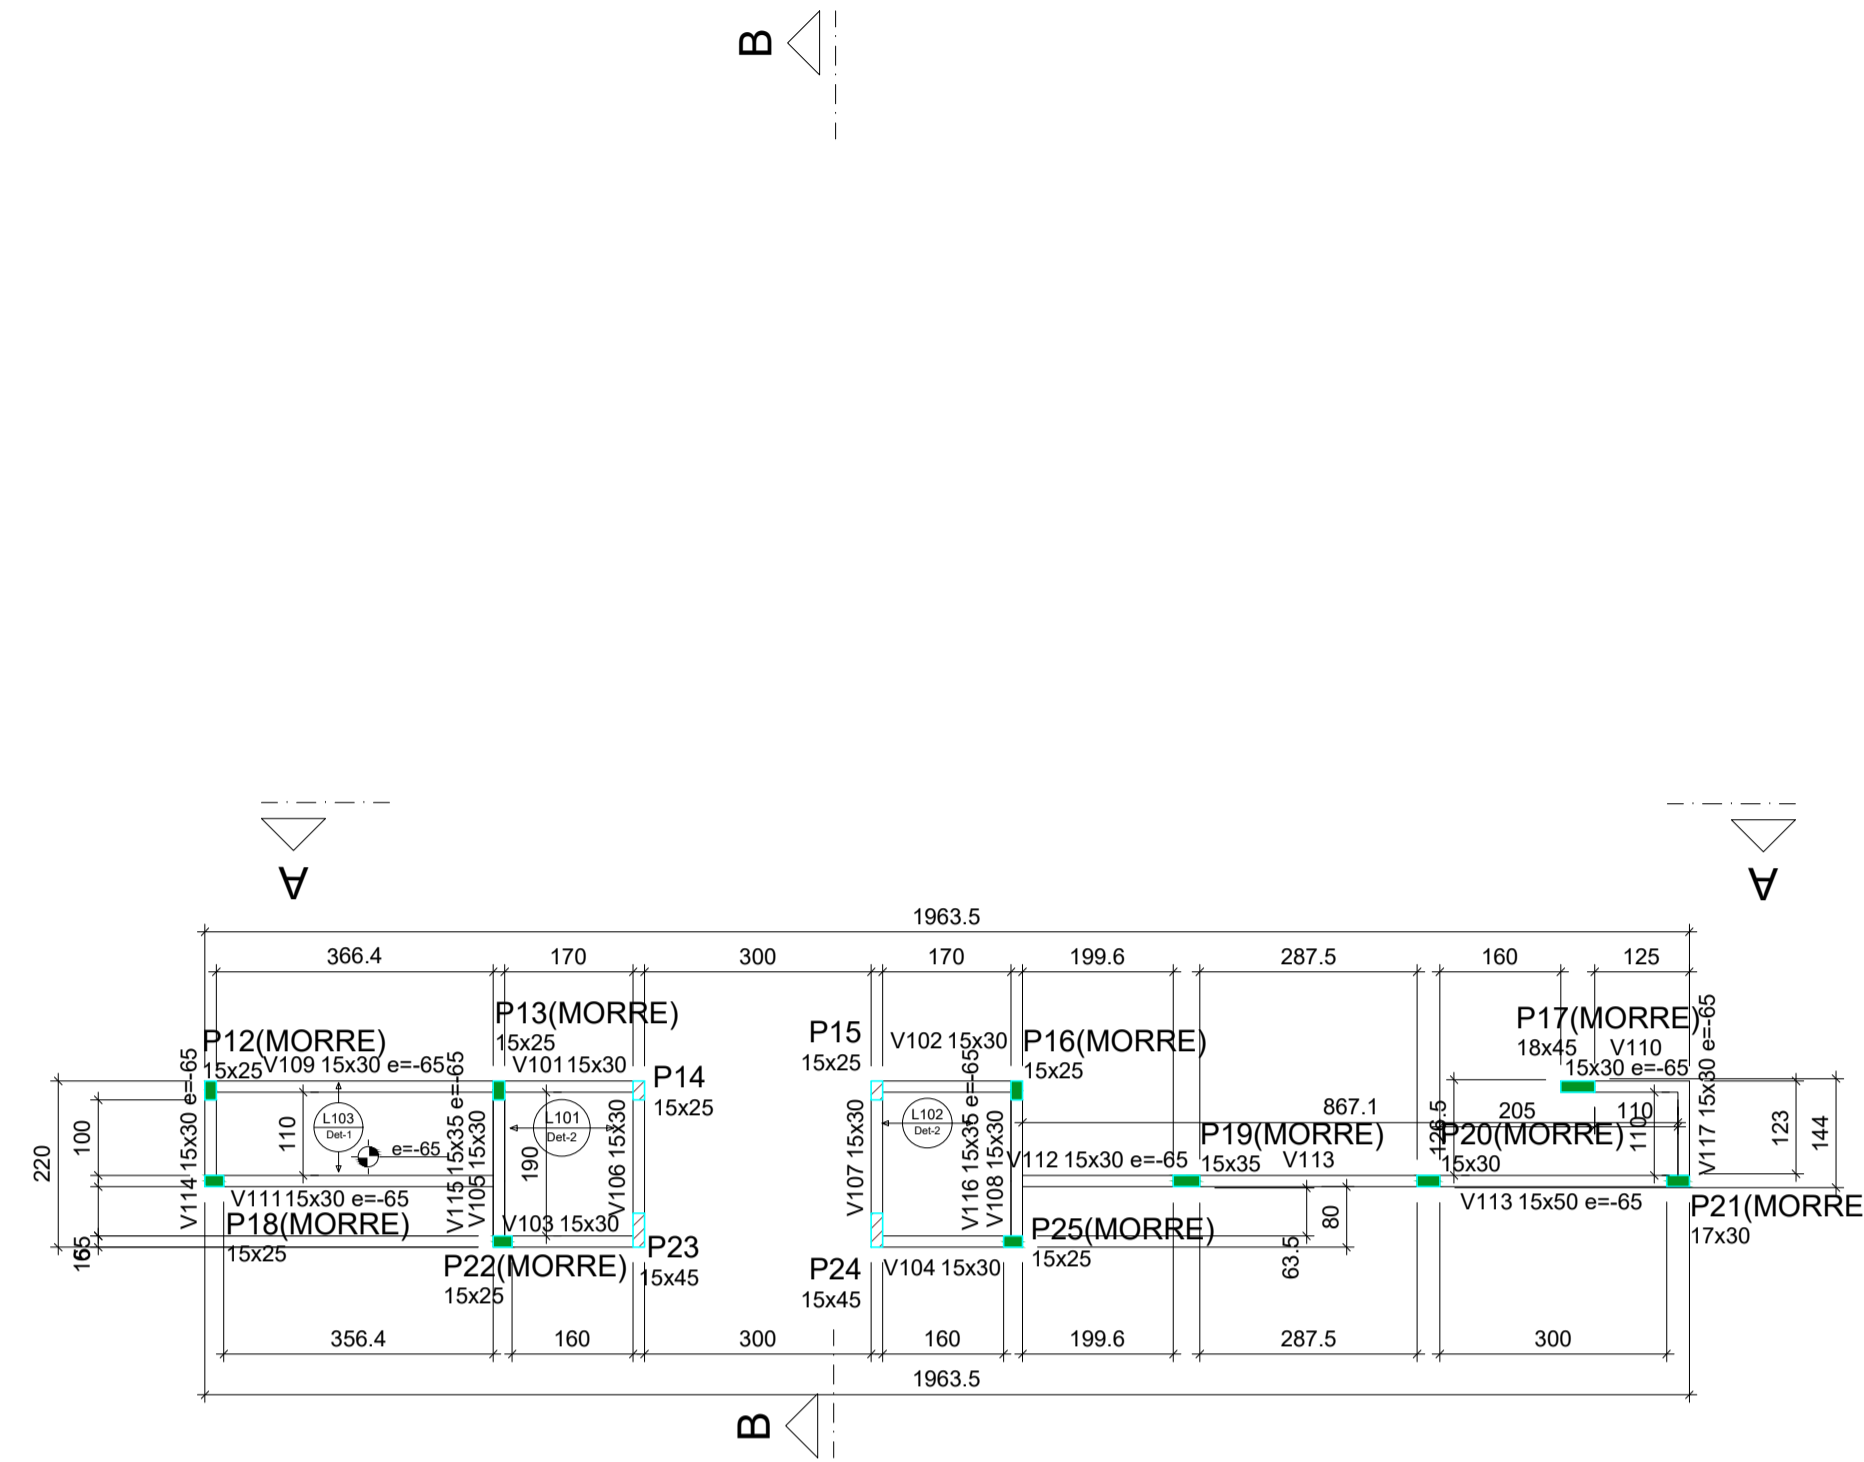 B
A
A
1963.5
366.4
170
300
170
199.6
287.5
160
125
P12(MORRE)
15x25
V109 15x30 e=-65
P13(MORRE)
15x25
V101 15x30
P14
15x25
P15
15x25
V102 15x30
P16(MORRE)
15x25
P17(MORRE)
18x45
V110
15x30 e=-65
V114 15x30 e=-65
V115 15x35 e=-65
V105 15x30
V106 15x30
V107 15x30
V116 15x35 e=-65
V108 15x30
V117 15x30 e=-65
220
100
15
65
110
L103
Det-1
e=-65
L101
Det-2
190
L102
Det-2
867.1
126.5
205
110
110
123
144
V112 15x30 e=-65
P19(MORRE)
15x35
V113
P20(MORRE)
15x30
V113 15x50 e=-65
P21(MORRE
17x30
V111 15x30 e=-65
P18(MORRE)
15x25
V103 15x30
P22(MORRE)
15x25
P23
15x45
P24
15x45
V104 15x30
P25(MORRE)
15x25
63.5
80
356.4
160
300
160
199.6
287.5
300
1963.5
B